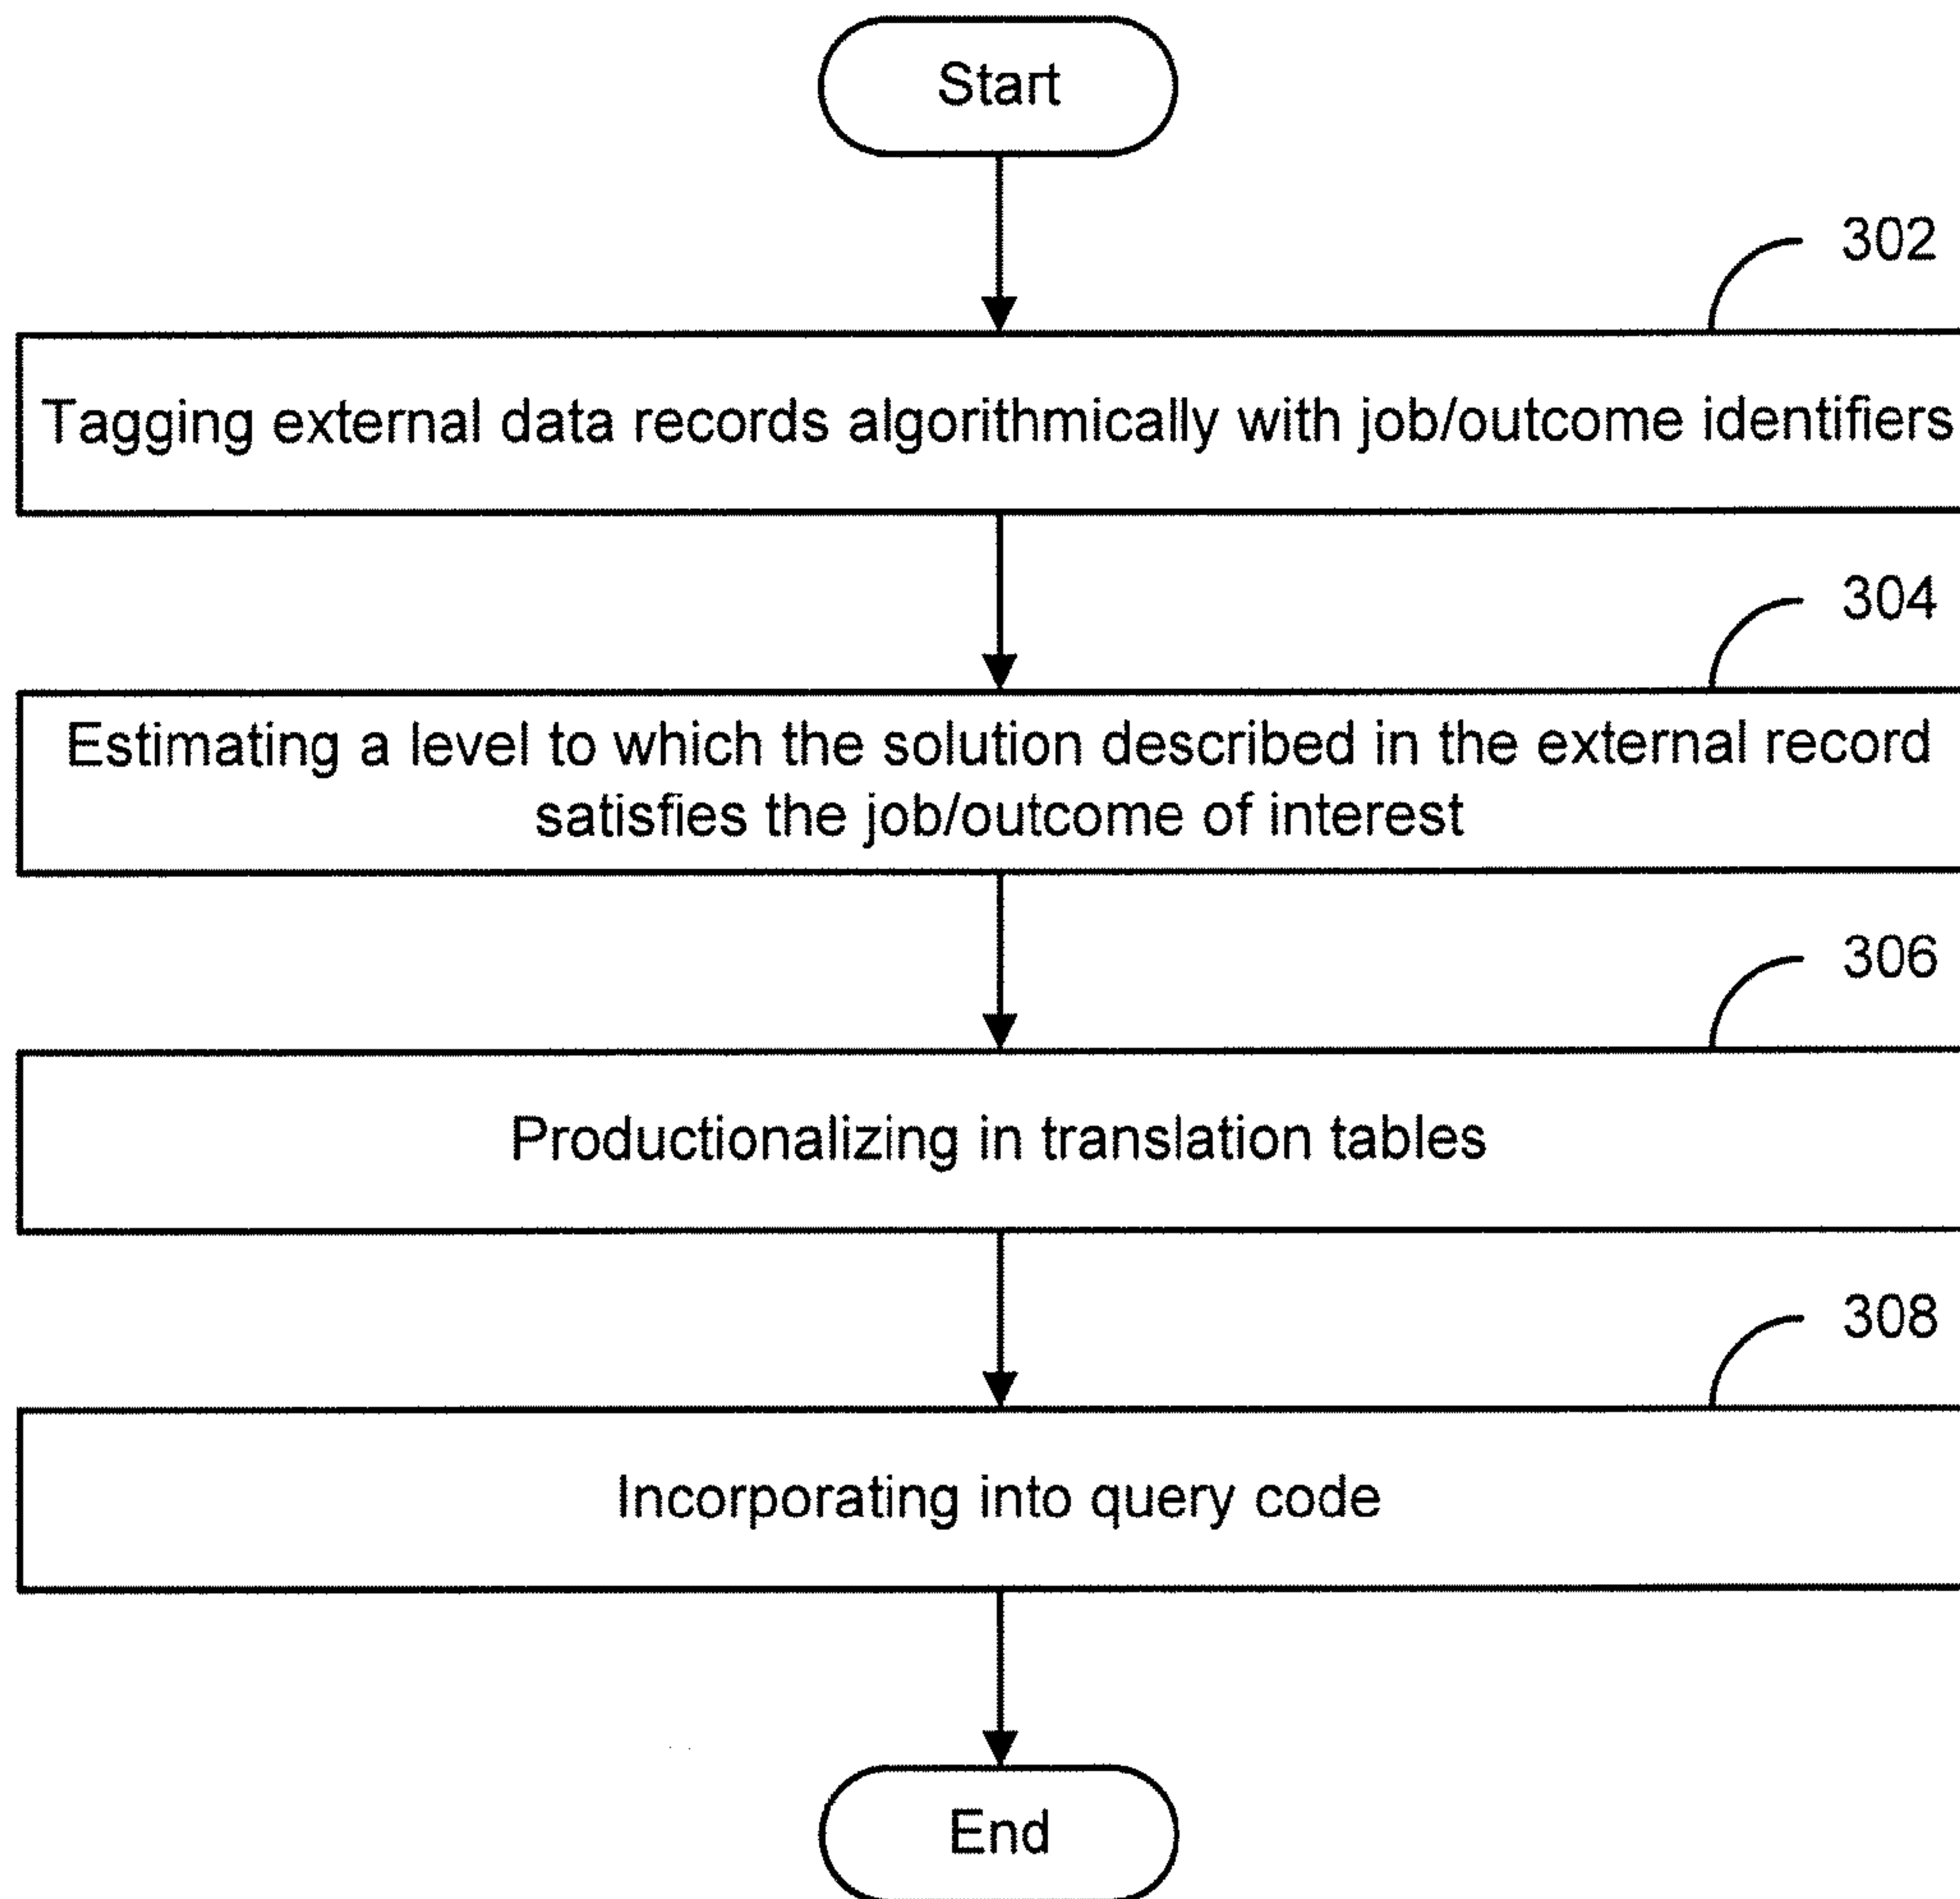 Start
302
Tagging external data records algorithmically with job/outcome identifiers
304
Estimating a level to which the solution described in the external record
satisfies the job/outcome of interest
306
Productionalizing in translation tables
308
Incorporating into query code
End